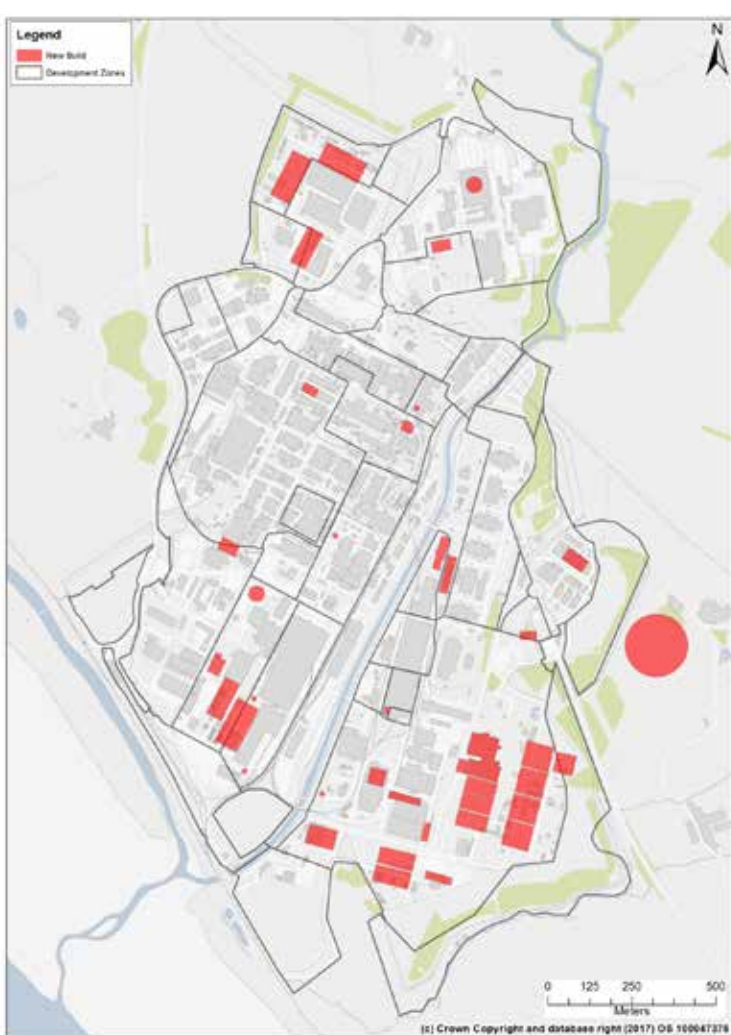 Legend
New Build
Development Zones
N
0 125 250 500
Meters
(c) Crown Copyright and database right (2017) OS 100067376